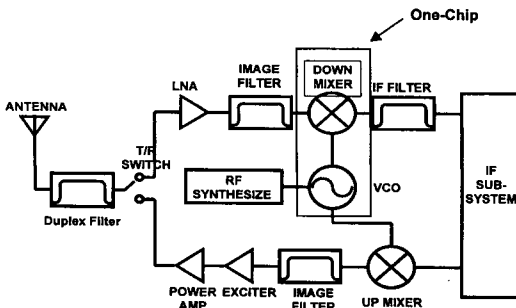 One-Chip
IMAGE
FILTER
DOWN
MIXER
IF FILTER
LNA
ANTENNA
T/R
SWITCH
Duplex Filter
RF
SYNTHESIZE
VCO
IF
SUB-
SYSTEM
POWER
AMP
EXCITER
IMAGE
FILTER
UP MIXER